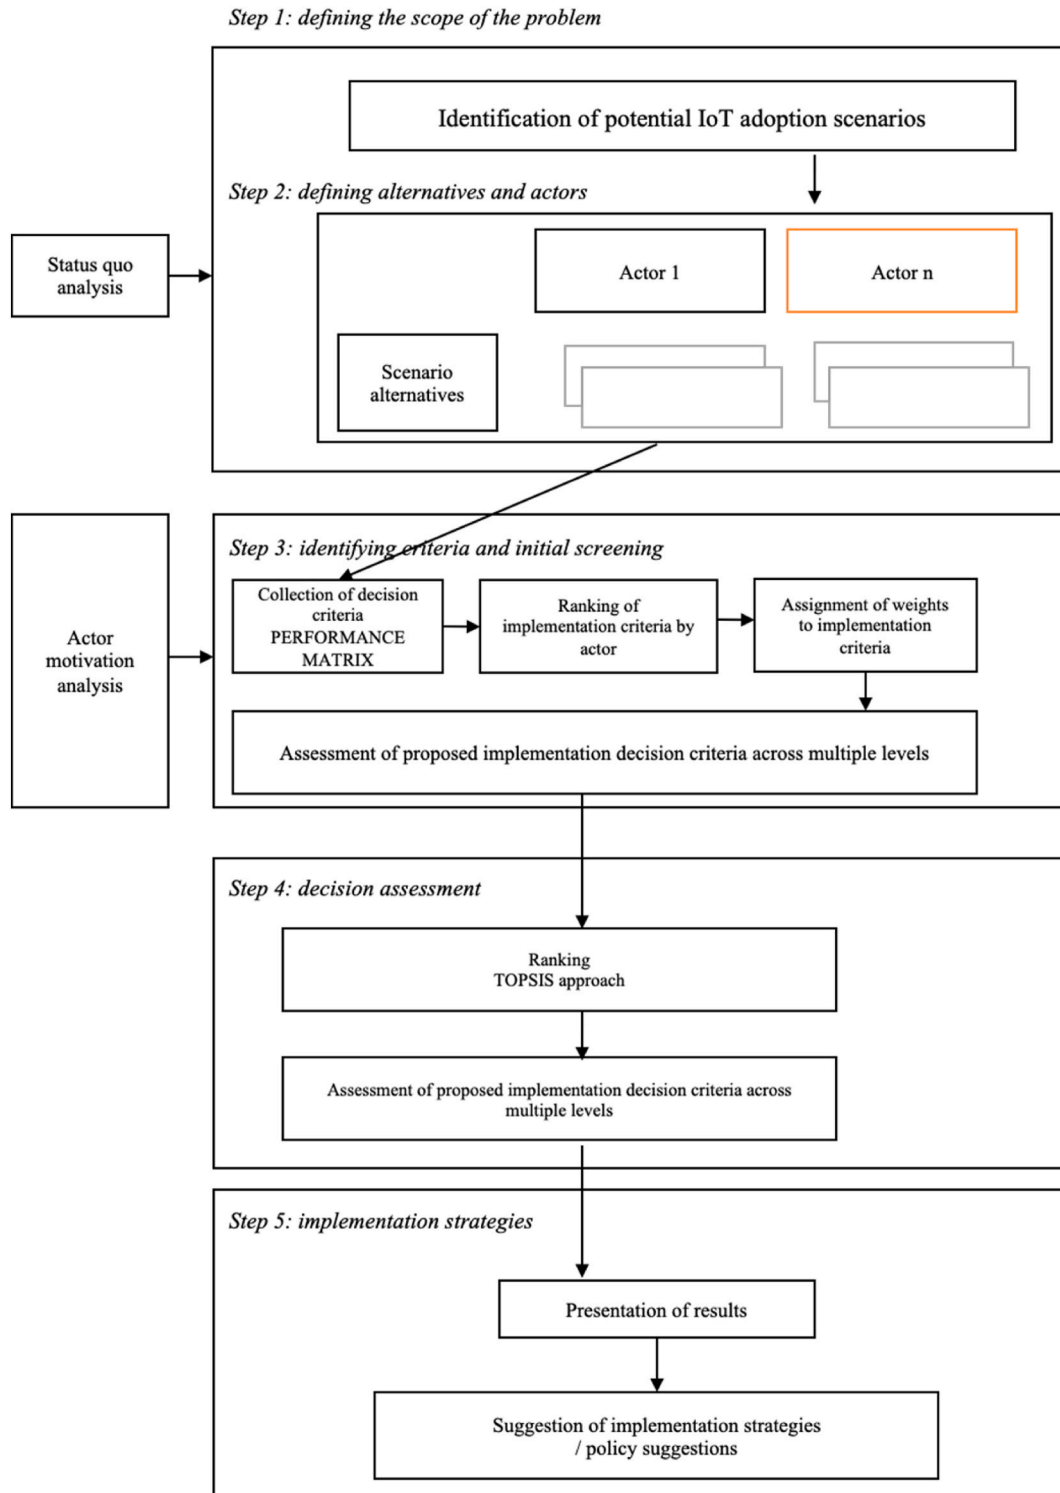 Step 1: defining the scope of the problem
Identification of potential IoT adoption scenarios
Step 2: defining alternatives and actors
Status quo
analysis
Actor 1
Actor n
Scenario
alternatives
Actor
motivation
analysis
Step 3: identifying criteria and initial screening
Collection of decision
criteria
PERFORMANCE
MATRIX
Ranking of
implementation criteria by
actor
Assignment of weights
to implementation
criteria
Assessment of proposed implementation decision criteria across multiple levels
Step 4: decision assessment
Ranking
TOPSIS approach
Assessment of proposed implementation decision criteria across
multiple levels
Step 5: implementation strategies
Presentation of results
Suggestion of implementation strategies
/ policy suggestions